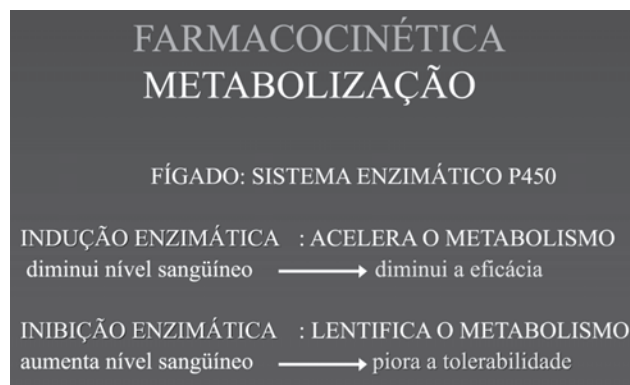 FARMACOCINÉTICA
METABOLIZAÇÃO
FÍGADO: SISTEMA ENZIMÁTICO P450
INDUÇÃO ENZIMÁTICA : ACELERA O METABOLISMO
diminui nível sangüíneo → diminui a eficácia
INIBIÇÃO ENZIMÁTICA : LENTIFICA O METABOLISMO
aumenta nível sangüíneo → piora a tolerabilidade